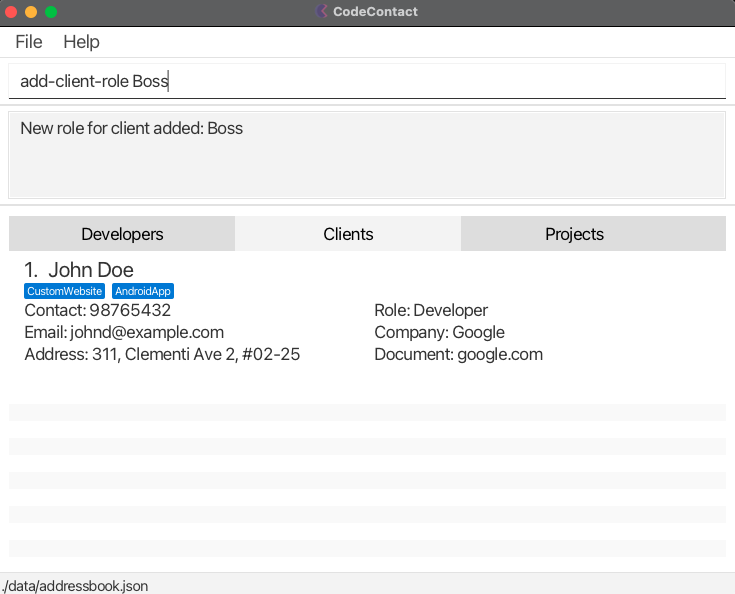 CodeContact
File Help
add-client-role Boss
New role for client added: Boss
Developers Clients Projects
1. John Doe
CustomWebsite AndroidApp
Contact: 98765432 Role: Developer
Email: johnd@example.com Company: Google
Address: 311, Clementi Ave 2, #02-25 Document: google.com
./data/addressbook.json